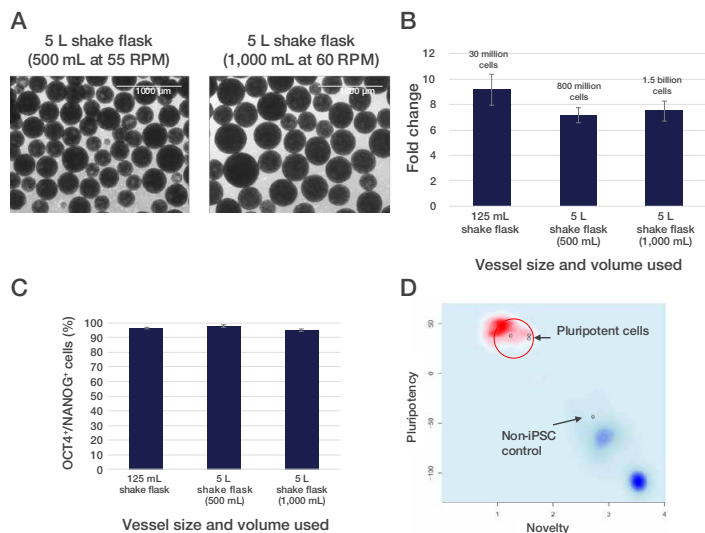 A
5 L shake flask
(500 mL at 55 RPM)
5 L shake flask
(1,000 mL at 60 RPM)
1000 µm
1000 µm
B
Fold change
12
10
8
6
4
2
0
30 million
cells
800 million
cells
1.5 billion
cells
125 mL
shake flask
5 L
shake flask
(500 mL)
5 L
shake flask
(1,000 mL)
Vessel size and volume used
C
OCT4⁺/NANOG⁺ cells (%)
100
90
80
70
60
50
40
30
20
10
0
125 mL
shake flask
5 L
shake flask
(500 mL)
5 L
shake flask
(1,000 mL)
Vessel size and volume used
D
Pluripotency
50
0
-50
-100
Pluripotent cells
Non-iPSC
control
1
2
3
4
Novelty